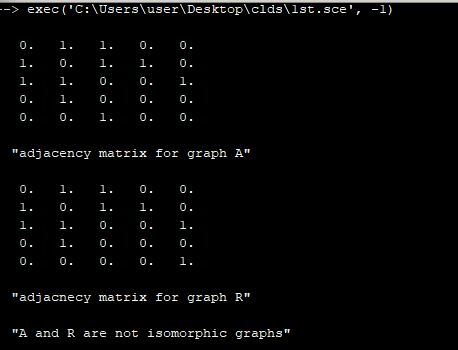 --> exec('C:\Users\user\Desktop\clds\lst.sce', -1)
0. 1. 1. 0. 0.
1. 0. 1. 1. 0.
1. 1. 0. 0. 1.
0. 1. 0. 0. 0.
0. 0. 1. 0. 0.
"adjacency matrix for graph A"
0. 1. 1. 0. 0.
1. 0. 1. 1. 0.
1. 1. 0. 0. 1.
0. 1. 0. 0. 0.
0. 0. 0. 0. 1.
"adjacnecy matrix for graph R"
"A and R are not isomorphic graphs"